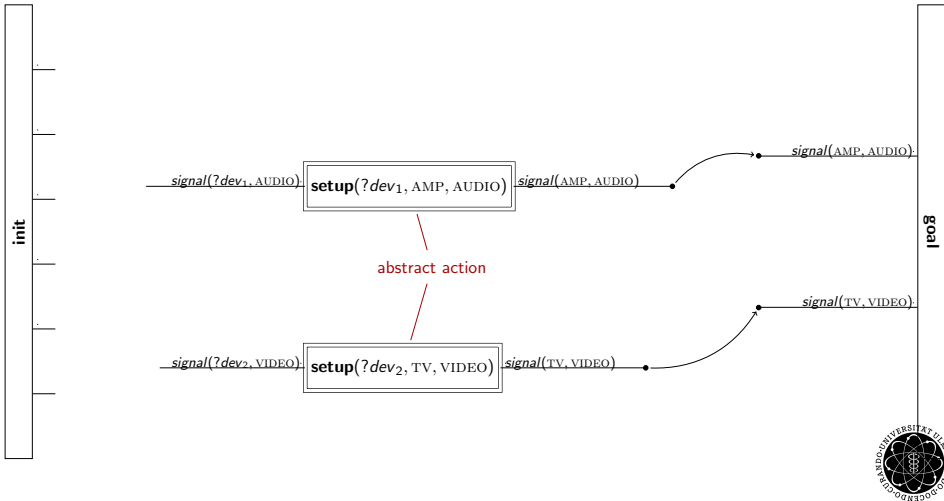 init
signal(?dev₁, AUDIO)
setup(?dev₁, AMP, AUDIO)
signal(AMP, AUDIO)
signal(AMP, AUDIO)
goal
abstract action
signal(?dev₂, VIDEO)
setup(?dev₂, TV, VIDEO)
signal(TV, VIDEO)
signal(TV, VIDEO)